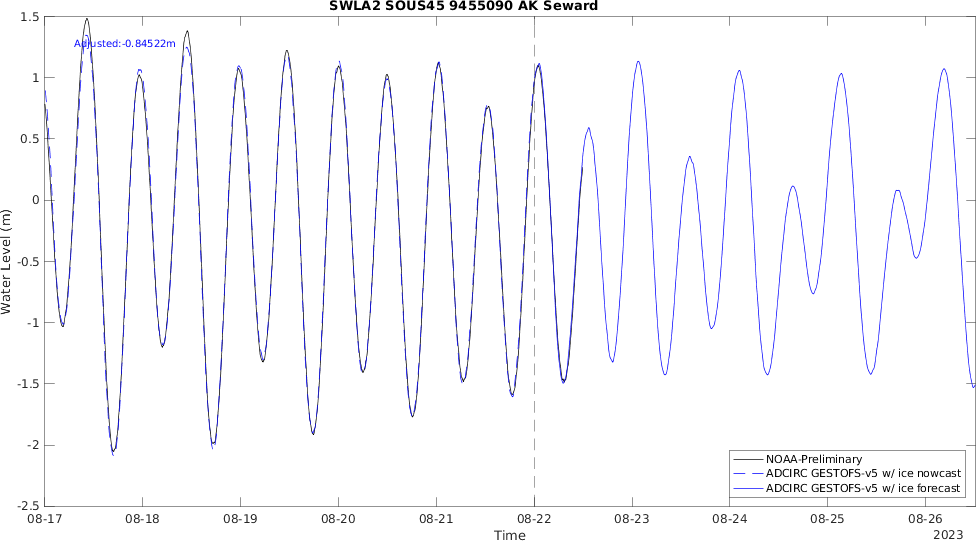 SWLA2 SOUS45 9455090 AK Seward
Adjusted:-0.84522m
1.5
1
0.5
0
-0.5
-1
-1.5
-2
-2.5
Water Level (m)
NOAA-Preliminary
ADCIRC GESTOFS-v5 w/ ice nowcast
ADCIRC GESTOFS-v5 w/ ice forecast
08-17 08-18 08-19 08-20 08-21 08-22 08-23 08-24 08-25 08-26
Time
2023